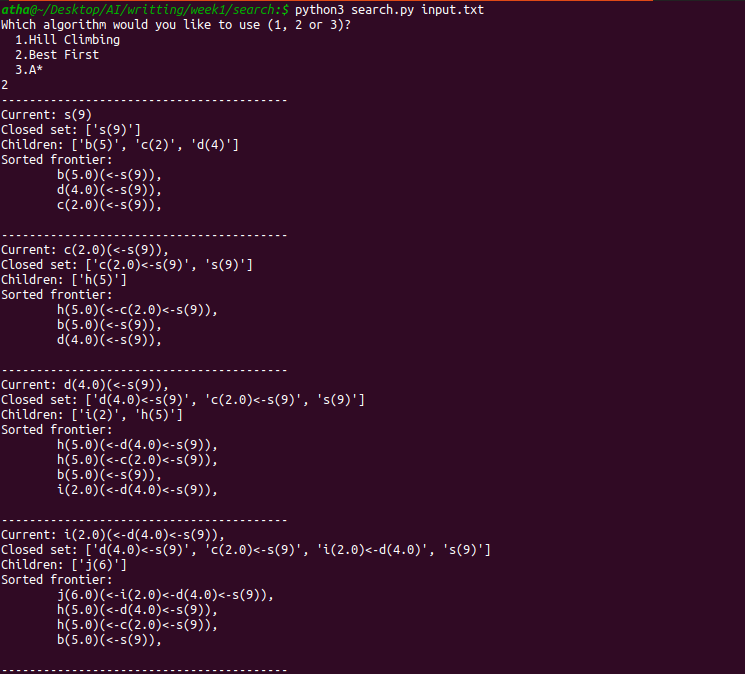 atha@~/Desktop/AI/writting/week1/search:$ python3 search.py input.txt
Which algorithm would you like to use (1, 2 or 3)?
  1.Hill Climbing
  2.Best First
  3.A*
2
-----------------------------------------
Current: s(9)
Closed set: ['s(9)']
Children: ['b(5)', 'c(2)', 'd(4)']
Sorted frontier:
        b(5.0)(<-s(9)),
        d(4.0)(<-s(9)),
        c(2.0)(<-s(9)),

-----------------------------------------
Current: c(2.0)(<-s(9)),
Closed set: ['c(2.0)<-s(9)', 's(9)']
Children: ['h(5)']
Sorted frontier:
        h(5.0)(<-c(2.0)<-s(9)),
        b(5.0)(<-s(9)),
        d(4.0)(<-s(9)),

-----------------------------------------
Current: d(4.0)(<-s(9)),
Closed set: ['d(4.0)<-s(9)', 'c(2.0)<-s(9)', 's(9)']
Children: ['i(2)', 'h(5)']
Sorted frontier:
        h(5.0)(<-d(4.0)<-s(9)),
        h(5.0)(<-c(2.0)<-s(9)),
        b(5.0)(<-s(9)),
        i(2.0)(<-d(4.0)<-s(9)),

-----------------------------------------
Current: i(2.0)(<-d(4.0)<-s(9)),
Closed set: ['d(4.0)<-s(9)', 'c(2.0)<-s(9)', 'i(2.0)<-d(4.0)', 's(9)']
Children: ['j(6)']
Sorted frontier:
        j(6.0)(<-i(2.0)<-d(4.0)<-s(9)),
        h(5.0)(<-d(4.0)<-s(9)),
        h(5.0)(<-c(2.0)<-s(9)),
        b(5.0)(<-s(9)),

-----------------------------------------